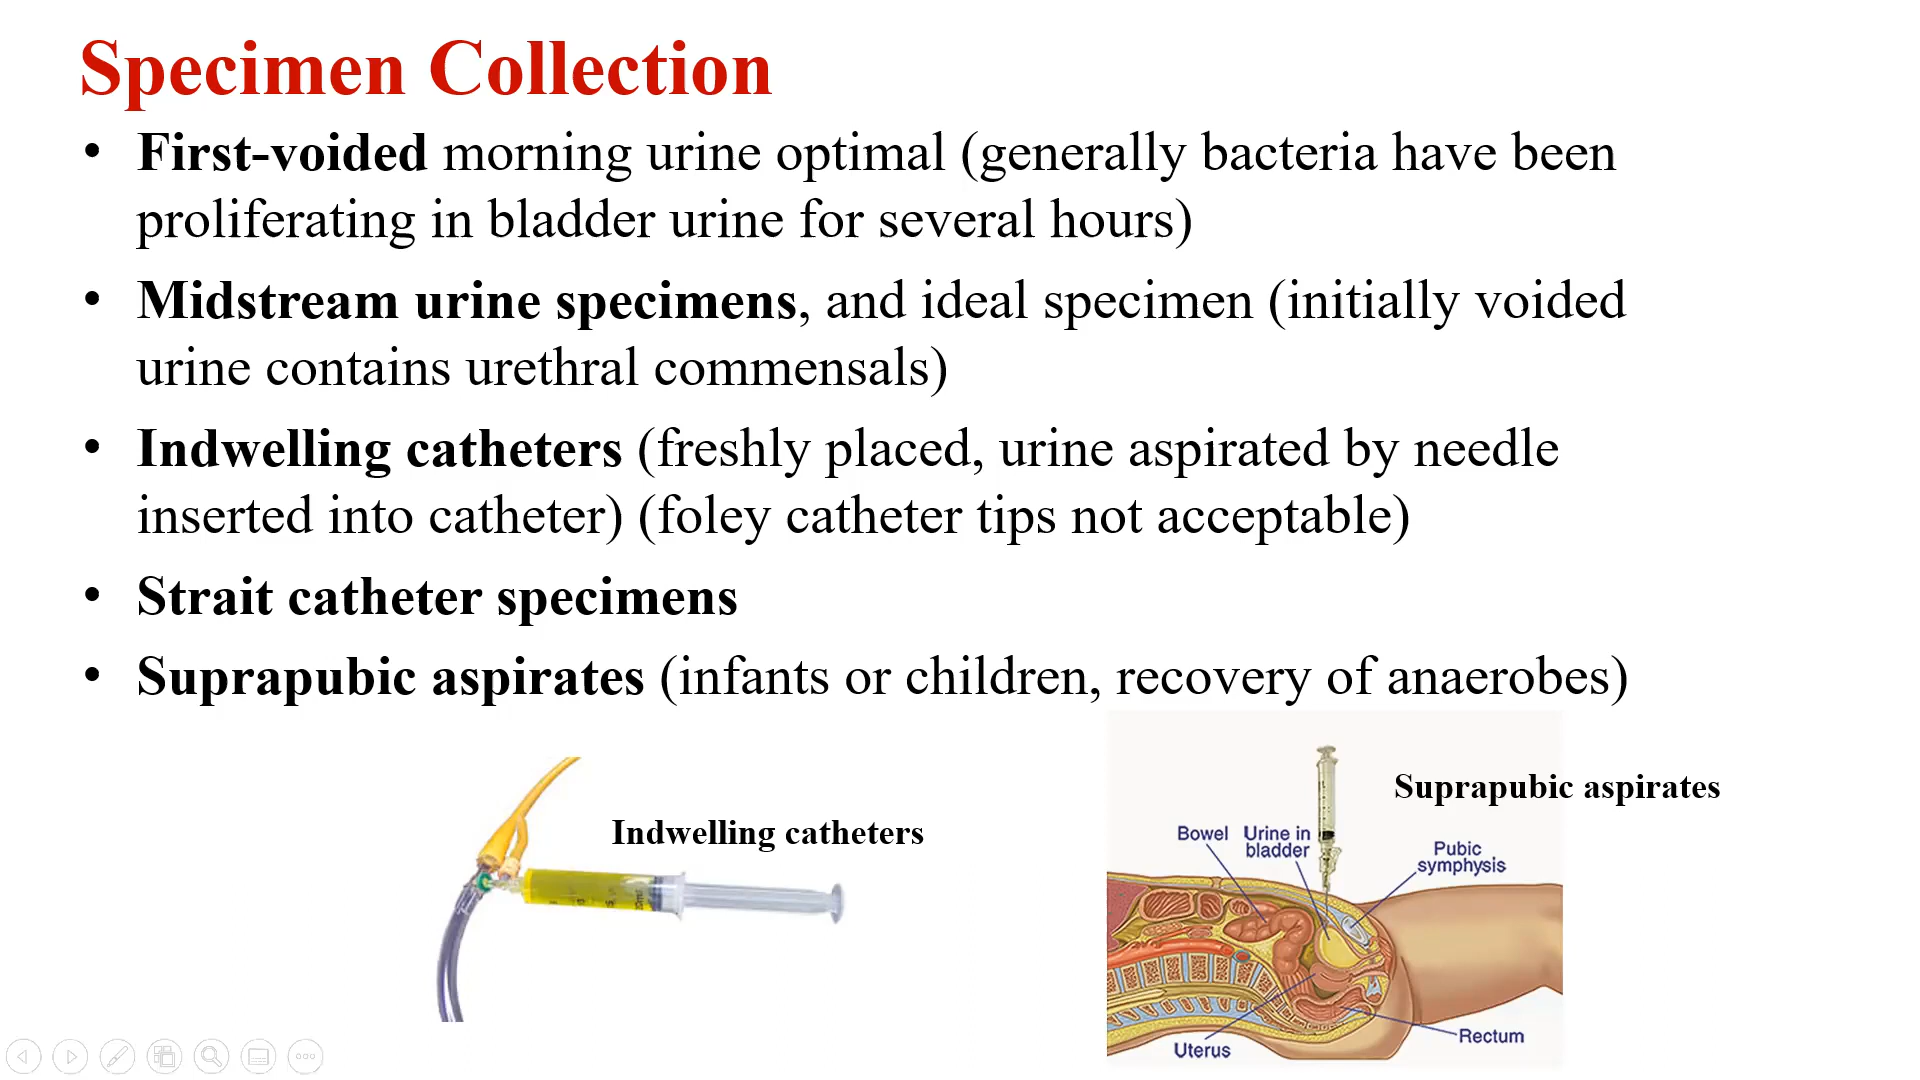 Specimen Collection
• First-voided morning urine optimal (generally bacteria have been
proliferating in bladder urine for several hours)
• Midstream urine specimens, and ideal specimen (initially voided
urine contains urethral commensals)
• Indwelling catheters (freshly placed, urine aspirated by needle
inserted into catheter) (foley catheter tips not acceptable)
• Strait catheter specimens
• Suprapubic aspirates (infants or children, recovery of anaerobes)
Indwelling catheters
Suprapubic aspirates
Bowel
Urine in
bladder
Pubic
symphysis
Uterus
Rectum